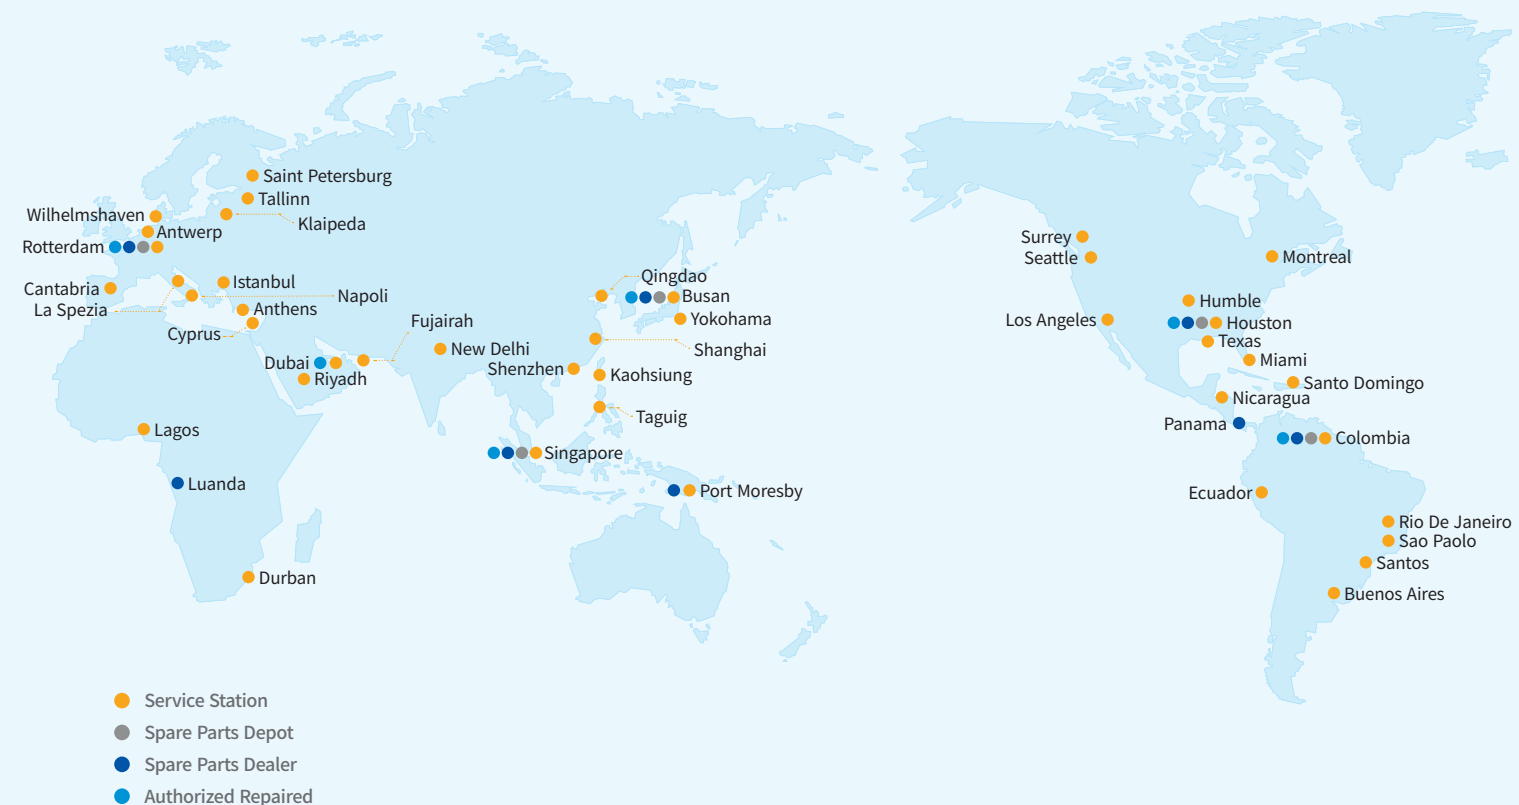 Saint Petersburg
Tallinn
Wilhelmshaven
Klaipeda
Antwerp
Rotterdam
Cantabria
Istanbul
La Spezia
Napoli
Anthens
Cyprus
Fujairah
Dubai
Riyadh
New Delhi
Qingdao
Busan
Yokohama
Shanghai
Shenzhen
Kaohsiung
Taguig
Lagos
Singapore
Luanda
Port Moresby
Durban
Surrey
Seattle
Montreal
Humble
Los Angeles
Houston
Texas
Miami
Santo Domingo
Nicaragua
Panama
Colombia
Ecuador
Rio De Janeiro
Sao Paolo
Santos
Buenos Aires
Service Station
Spare Parts Depot
Spare Parts Dealer
Authorized Repaired